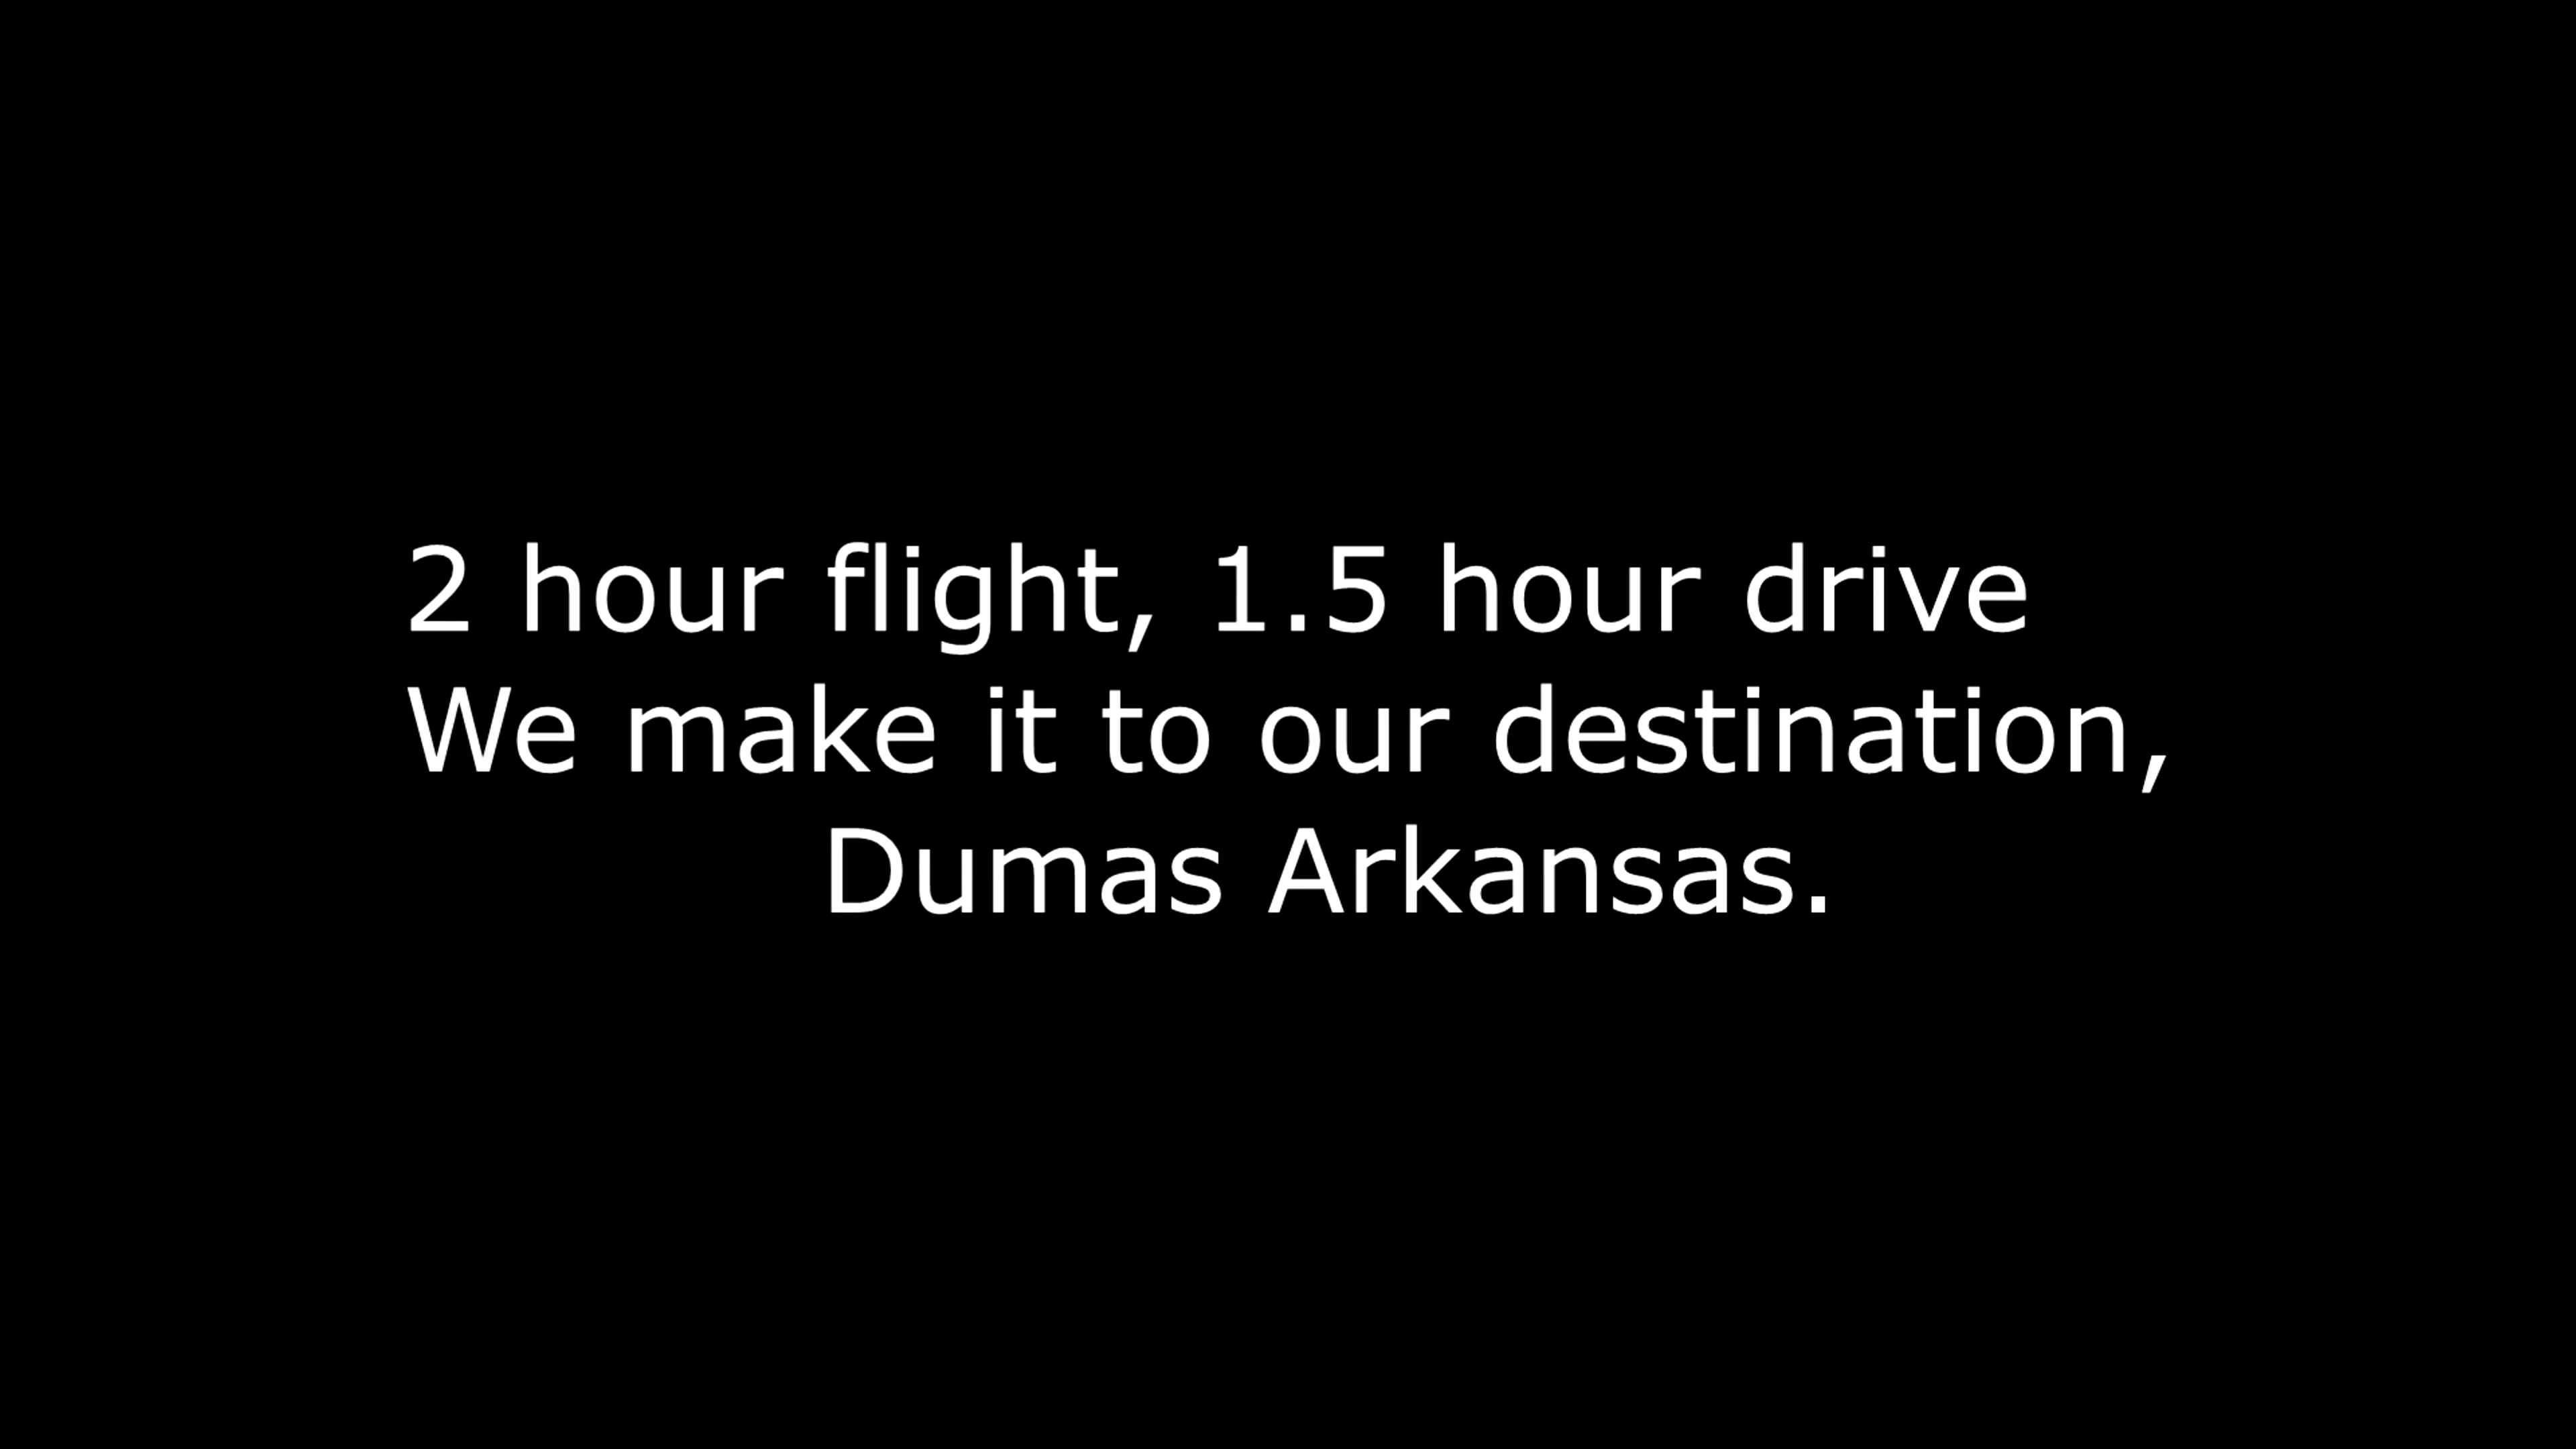 2 hour flight, 1.5 hour drive
We make it to our destination,
Dumas Arkansas.